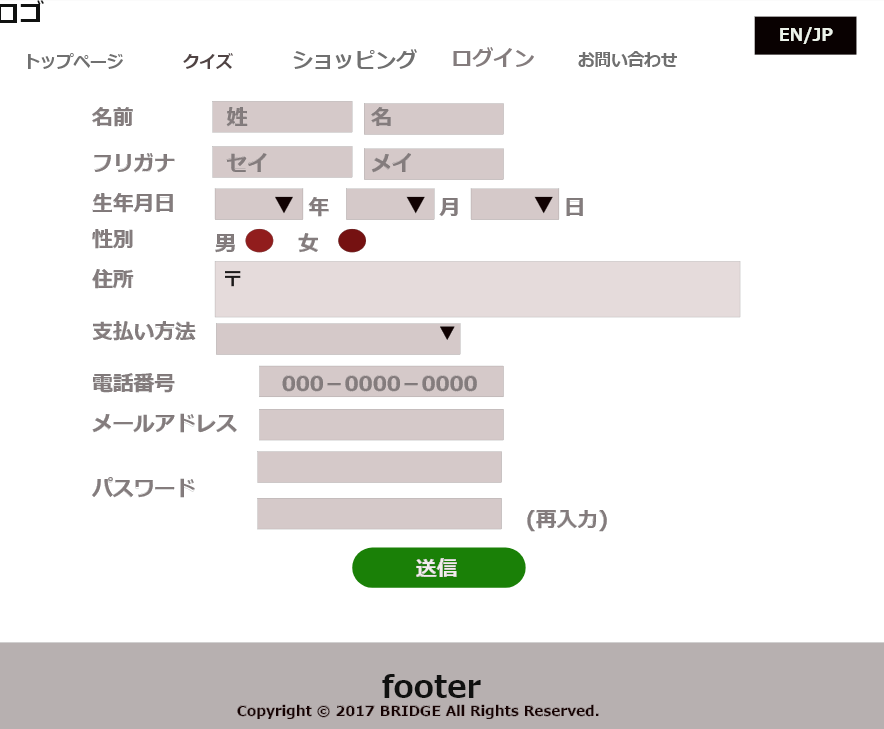 ロゴ
EN/JP
トップページ クイズ ショッピング ログイン お問い合わせ
名前 姓 名
フリガナ セイ メイ
生年月日 ▼ 年 ▼ 月 ▼ 日
性別 男 女
住所 〒
支払い方法 ▼
電話番号 000－0000－0000
メールアドレス
パスワード
(再入力)
送信
footer
Copyright © 2017 BRIDGE All Rights Reserved.